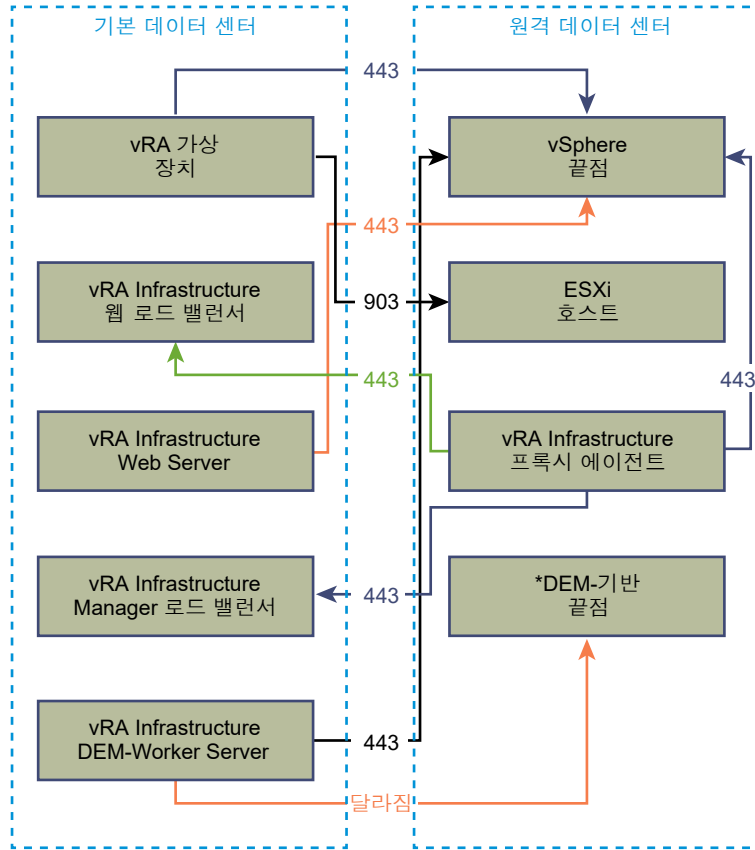 기본 데이터 센터
원격 데이터 센터
443
vRA 가상
장치
vSphere
끝점
443
vRA Infrastructure
웹 로드 밸런서
903
ESXi
호스트
443
443
vRA Infrastructure
Web Server
vRA Infrastructure
프록시 에이전트
vRA Infrastructure
Manager 로드 밸런서
443
*DEM-기반
끝점
vRA Infrastructure
DEM-Worker Server
443
달라짐